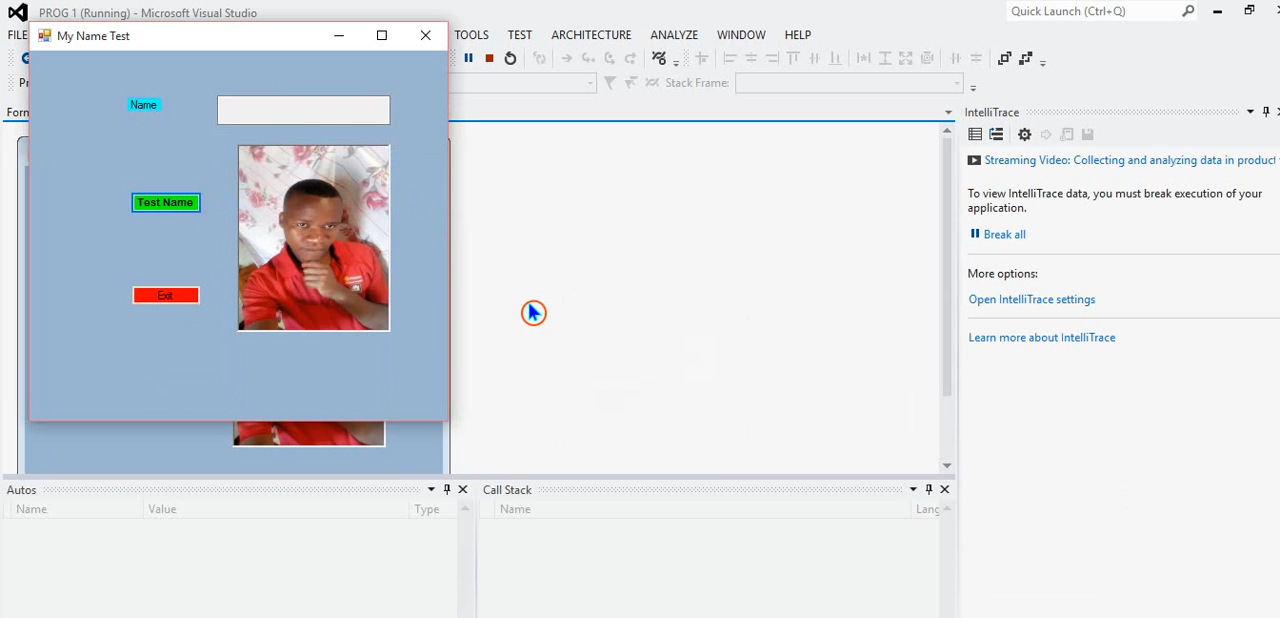 PROG 1 (Running) - Microsoft Visual Studio
Quick Launch (Ctrl+Q)
My Name Test
TOOLS TEST ARCHITECTURE ANALYZE WINDOW HELP
Stack Frame:
Name
Test Name
Exit
IntelliTrace
Streaming Video: Collecting and analyzing data in product
To view IntelliTrace data, you must break execution of your
application.
Break all
More options:
Open IntelliTrace settings
Learn more about IntelliTrace
Autos
Name Value Type
Call Stack
Name Lang